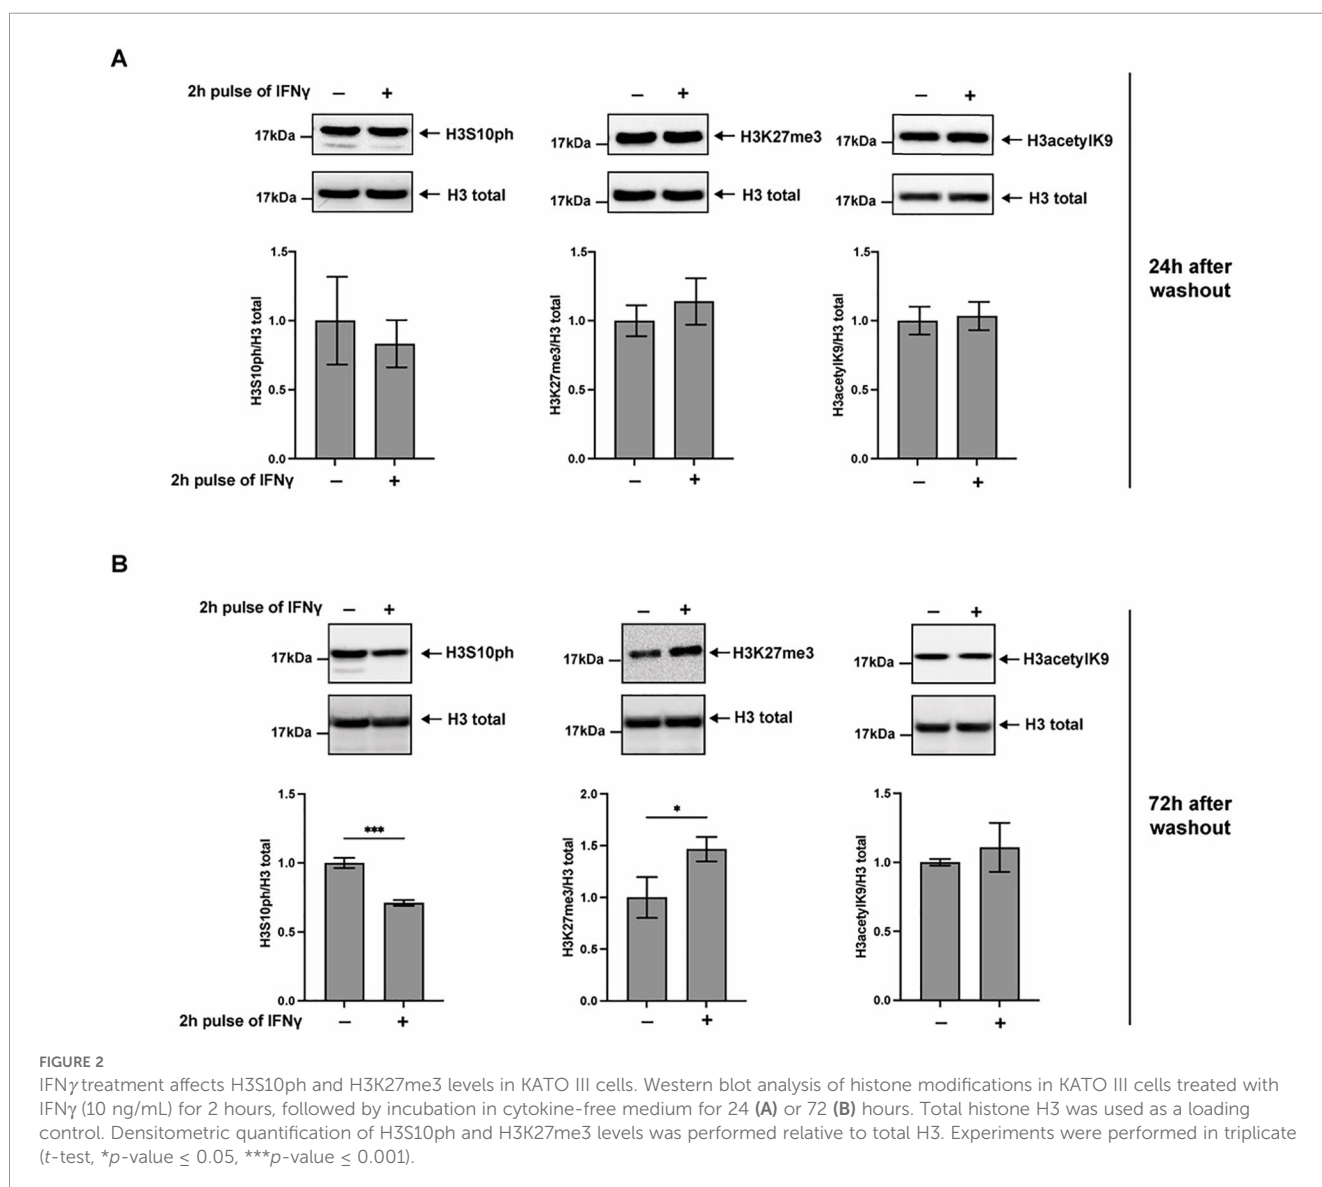 A
2h pulse of IFNγ – + – + – +
17kDa H3S10ph 17kDa H3K27me3 17kDa H3acetylK9
17kDa H3 total 17kDa H3 total 17kDa H3 total
1.5 1.5 1.5
1.0 1.0 1.0
0.5 0.5 0.5
0.0 0.0 0.0
H3S10ph/H3 total
H3K27me3/H3 total
H3acetylK9/H3 total
2h pulse of IFNγ – + – + – +
24h after
washout
B
2h pulse of IFNγ – + – + – +
17kDa H3S10ph 17kDa H3K27me3 17kDa H3acetylK9
17kDa H3 total 17kDa H3 total 17kDa H3 total
1.5 2.0 1.5
*** *
1.5
1.0 1.0 1.0
0.5 0.5 0.5
0.0 0.0 0.0
H3S10ph/H3 total
H3K27me3/H3 total
H3acetylK9/H3 total
2h pulse of IFNγ – + – + – +
72h after
washout
FIGURE 2
IFNγ treatment affects H3S10ph and H3K27me3 levels in KATO III cells. Western blot analysis of histone modifications in KATO III cells treated with
IFNγ (10 ng/mL) for 2 hours, followed by incubation in cytokine-free medium for 24 (A) or 72 (B) hours. Total histone H3 was used as a loading
control. Densitometric quantification of H3S10ph and H3K27me3 levels was performed relative to total H3. Experiments were performed in triplicate
(t-test, *p-value ≤ 0.05, ***p-value ≤ 0.001).